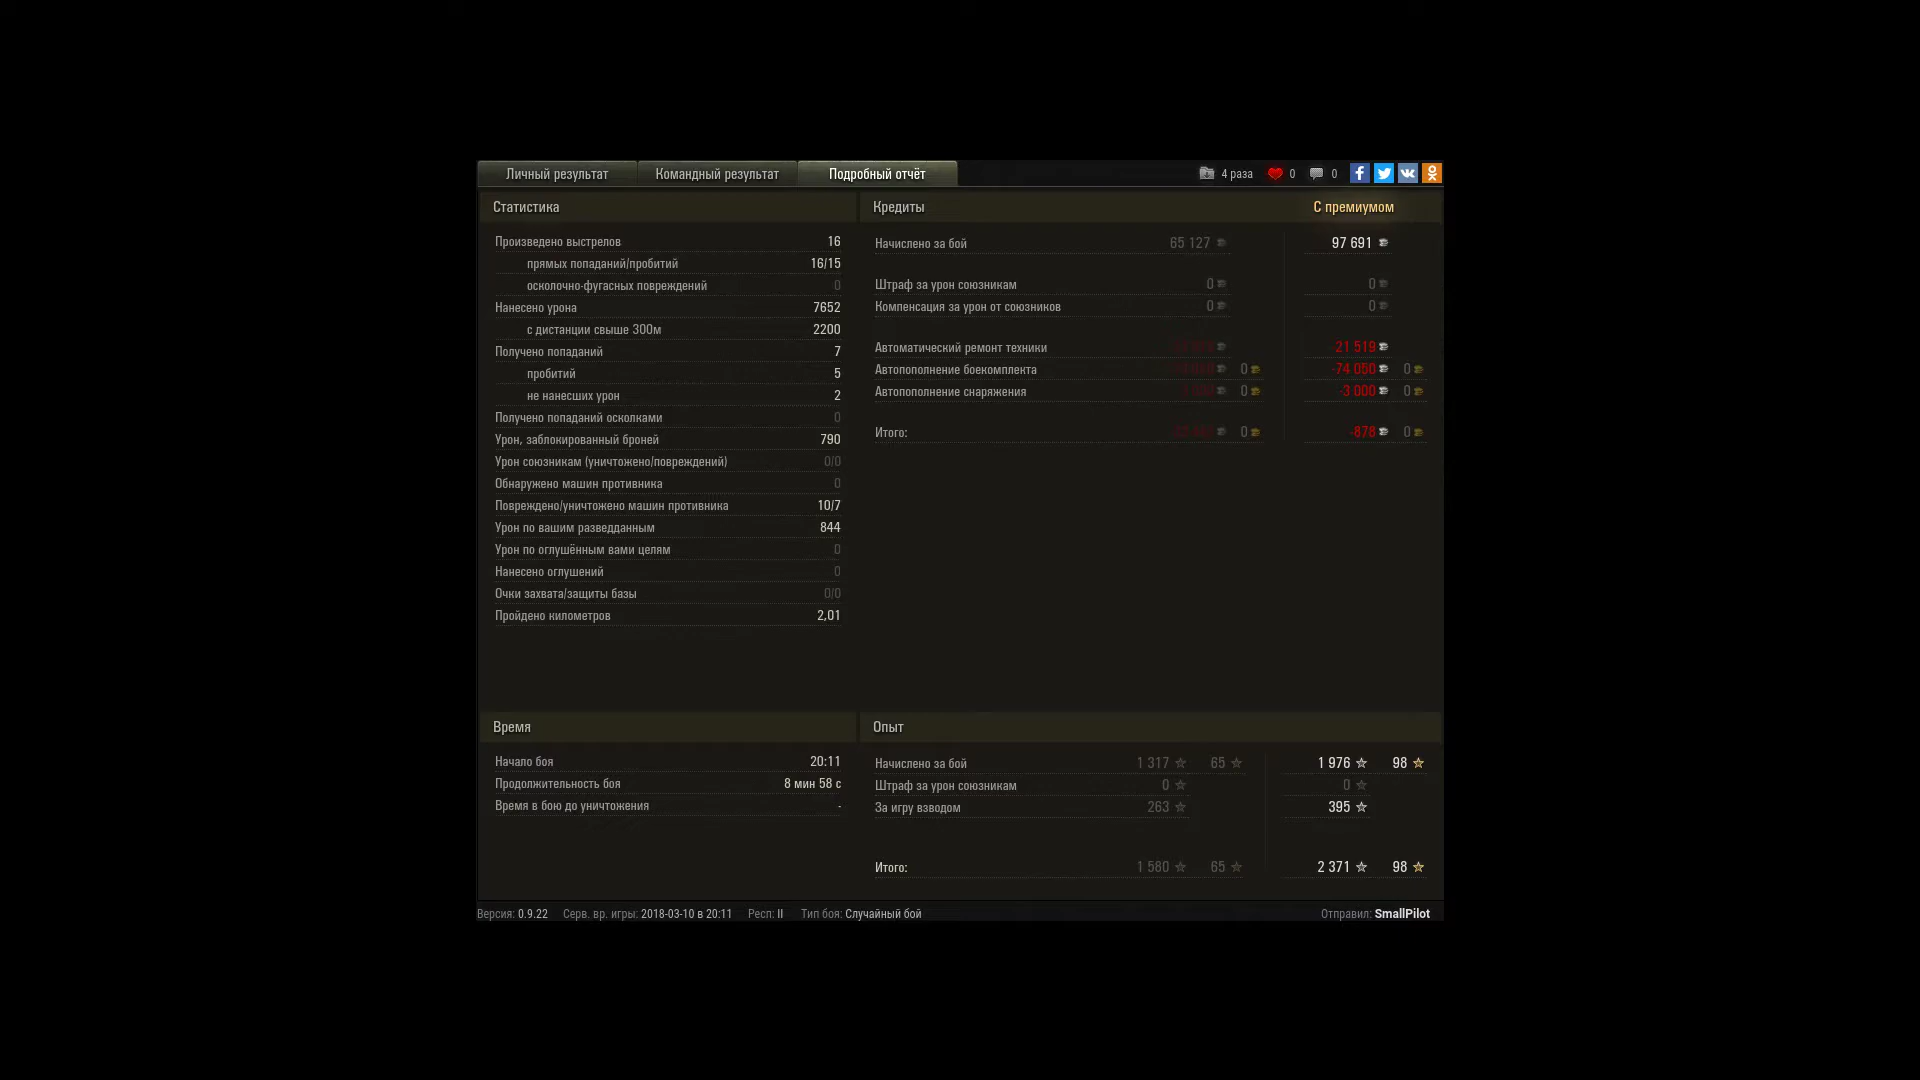 Личный результат Командный результат Подробный отчёт 4 раза 0 0
Статистика
Произведено выстрелов 16
прямых попаданий/пробитий 16/15
осколочно-фугасных повреждений 0
Нанесено урона 7652
с дистанции свыше 300м 2200
Получено попаданий 7
пробитий 5
не нанесших урон 2
Получено попаданий осколками 0
Урон, заблокированный броней 790
Урон союзникам (уничтожено/повреждений) 0/0
Обнаружено машин противника 0
Повреждено/уничтожено машин противника 10/7
Урон по вашим разведданным 844
Урон по оглушённым вами целям 0
Нанесено оглушений 0
Очки захвата/защиты базы 0/0
Пройдено километров 2,01
Кредиты С премиумом
Начислено за бой 65 127 97 691
Штраф за урон союзникам 0 0
Компенсация за урон от союзников 0 0
Автоматический ремонт техники -21 519
Автопополнение боекомплекта 0 -74 050 0
Автопополнение снаряжения 0 -3 000 0
Итого: 0 -878 0
Время
Начало боя 20:11
Продолжительность боя 8 мин 58 с
Время в бою до уничтожения -
Опыт
Начислено за бой 1 317 65 1 976 98
Штраф за урон союзникам 0 0
За игру взводом 263 395
Итого: 1 580 65 2 371 98
Версия: 0.9.22 Серв. вр. игры: 2018-03-10 в 20:11 Респ: II Тип боя: Случайный бой Отправил: SmallPilot